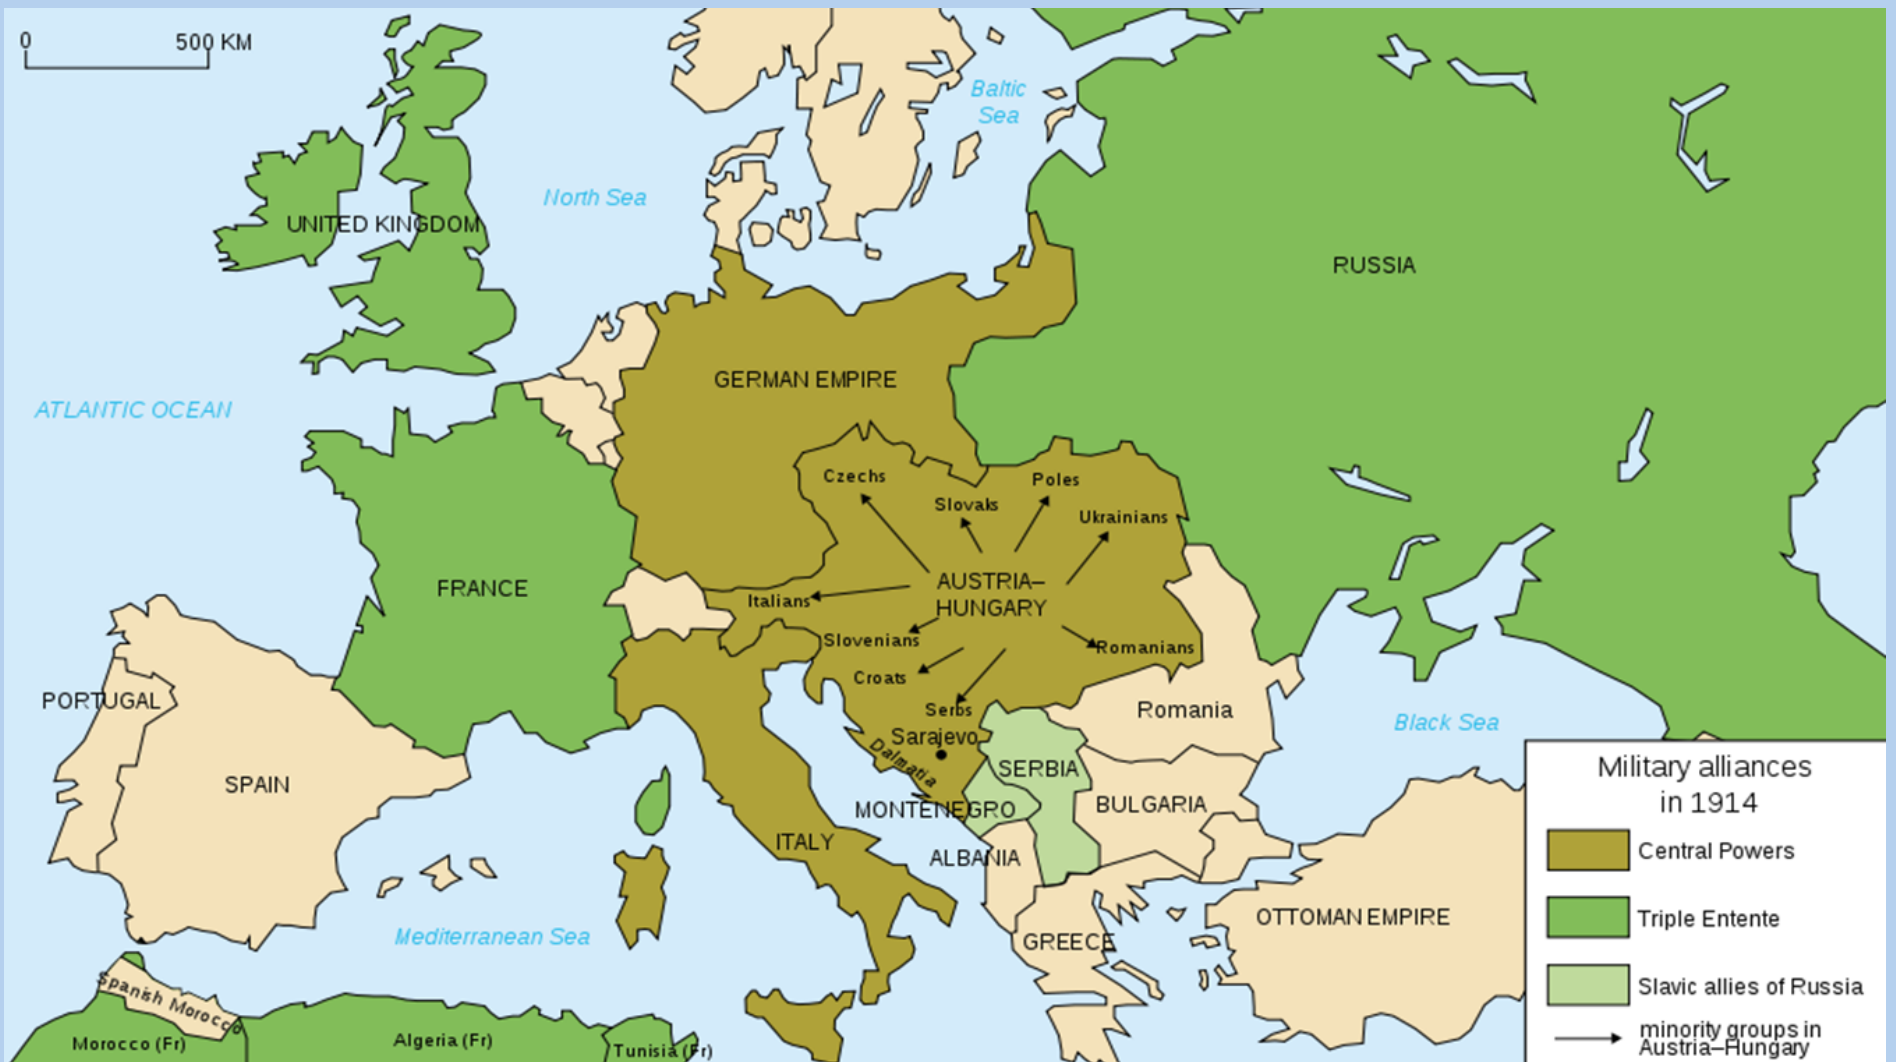 0 500 KM
Baltic
Sea
North Sea
UNITED KINGDOM
RUSSIA
GERMAN EMPIRE
ATLANTIC OCEAN
Czechs
Poles
Slovaks
Ukrainians
FRANCE
AUSTRIA–
HUNGARY
Italians
Slovenians
Romanians
Croats
PORTUGAL
Serbs
Romania
Black Sea
Sarajevo
Dalmatia
SERBIA
SPAIN
MONTENEGRO
BULGARIA
ITALY
ALBANIA
OTTOMAN EMPIRE
Mediterranean Sea
GREECE
Spanish Morocco
Morocco (Fr)
Algeria (Fr)
Tunisia (Fr)
Military alliances
in 1914
Central Powers
Triple Entente
Slavic allies of Russia
minority groups in
Austria–Hungary